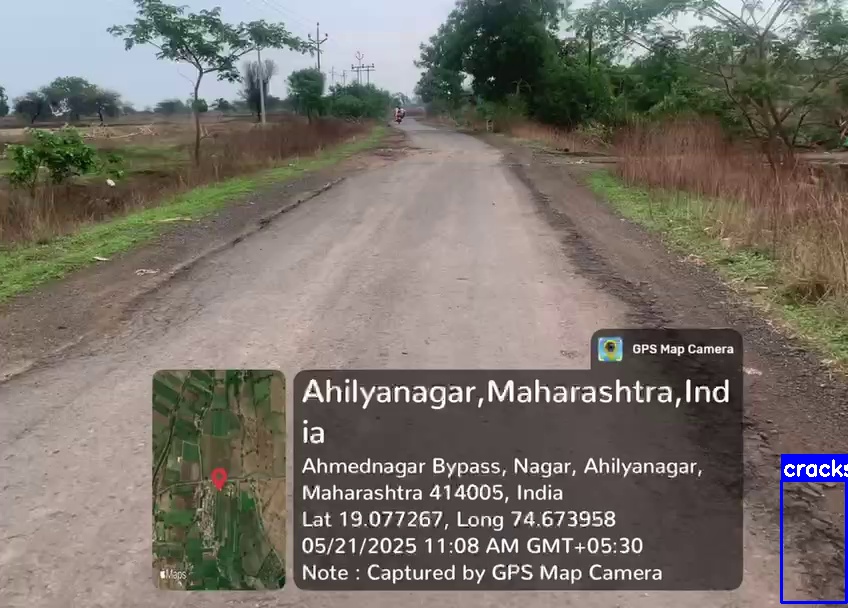 GPS Map Camera
Ahilyanagar,Maharashtra,Ind
ia
Ahmednagar Bypass, Nagar, Ahilyanagar,
Maharashtra 414005, India
Lat 19.077267, Long 74.673958
05/21/2025 11:08 AM GMT+05:30
Note : Captured by GPS Map Camera
Maps
cracks